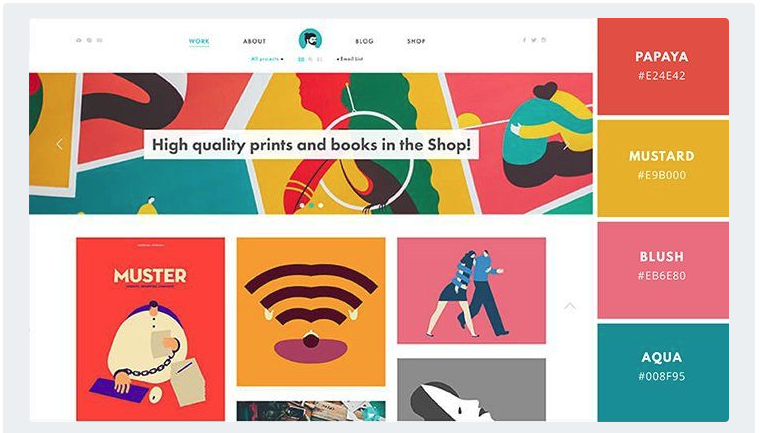 WORK ABOUT BLOG SHOP
All projects Email List
High quality prints and books in the Shop!
MUSTER
PAPAYA
#E24E42
MUSTARD
#E9B000
BLUSH
#EB6E80
AQUA
#008F95